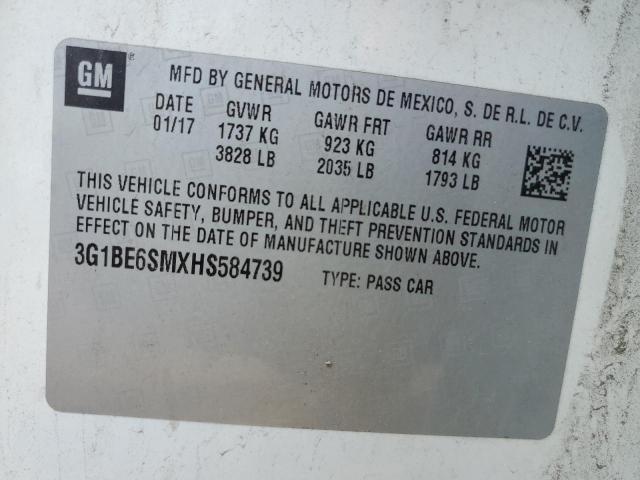 GM®
MFD BY GENERAL MOTORS DE MEXICO, S. DE R.L. DE C.V.
DATE GVWR GAWR FRT GAWR RR
01/17 1737 KG 923 KG 814 KG
3828 LB 2035 LB 1793 LB
THIS VEHICLE CONFORMS TO ALL APPLICABLE U.S. FEDERAL MOTOR
VEHICLE SAFETY, BUMPER, AND THEFT PREVENTION STANDARDS IN
EFFECT ON THE DATE OF MANUFACTURE SHOWN ABOVE.
3G1BE6SMXHS584739 TYPE: PASS CAR